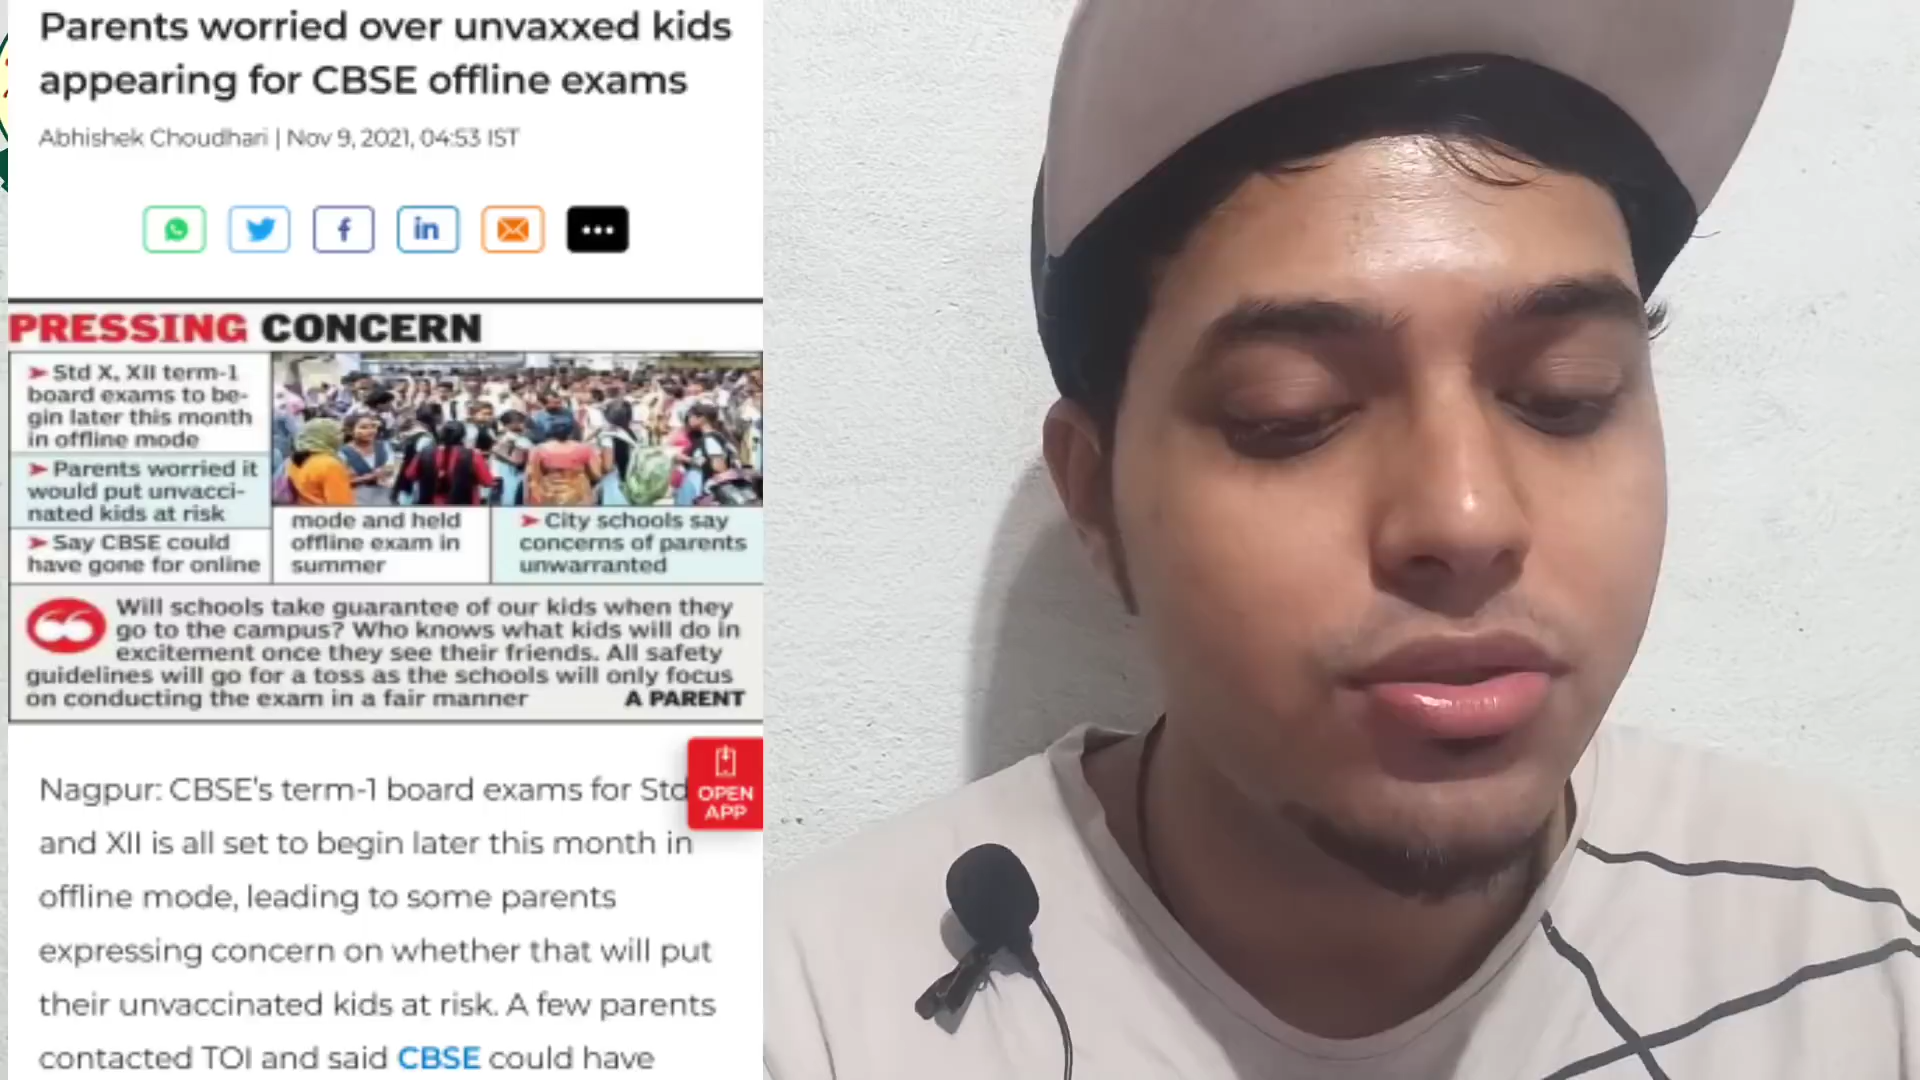 Parents worried over unvaxxed kids
appearing for CBSE offline exams
Abhishek Choudhari | Nov 9, 2021, 04:53 IST
PRESSING CONCERN
➤ Std X, XII term-1
board exams to be-
gin later this month
in offline mode
➤ Parents worried it
would put unvacci-
nated kids at risk
➤ Say CBSE could
have gone for online
mode and held
offline exam in
summer
➤ City schools say
concerns of parents
unwarranted
Will schools take guarantee of our kids when they
go to the campus? Who knows what kids will do in
excitement once they see their friends. All safety
guidelines will go for a toss as the schools will only focus
on conducting the exam in a fair manner A PARENT
OPEN
APP
Nagpur: CBSE's term-1 board exams for Std
and XII is all set to begin later this month in
offline mode, leading to some parents
expressing concern on whether that will put
their unvaccinated kids at risk. A few parents
contacted TOI and said CBSE could have